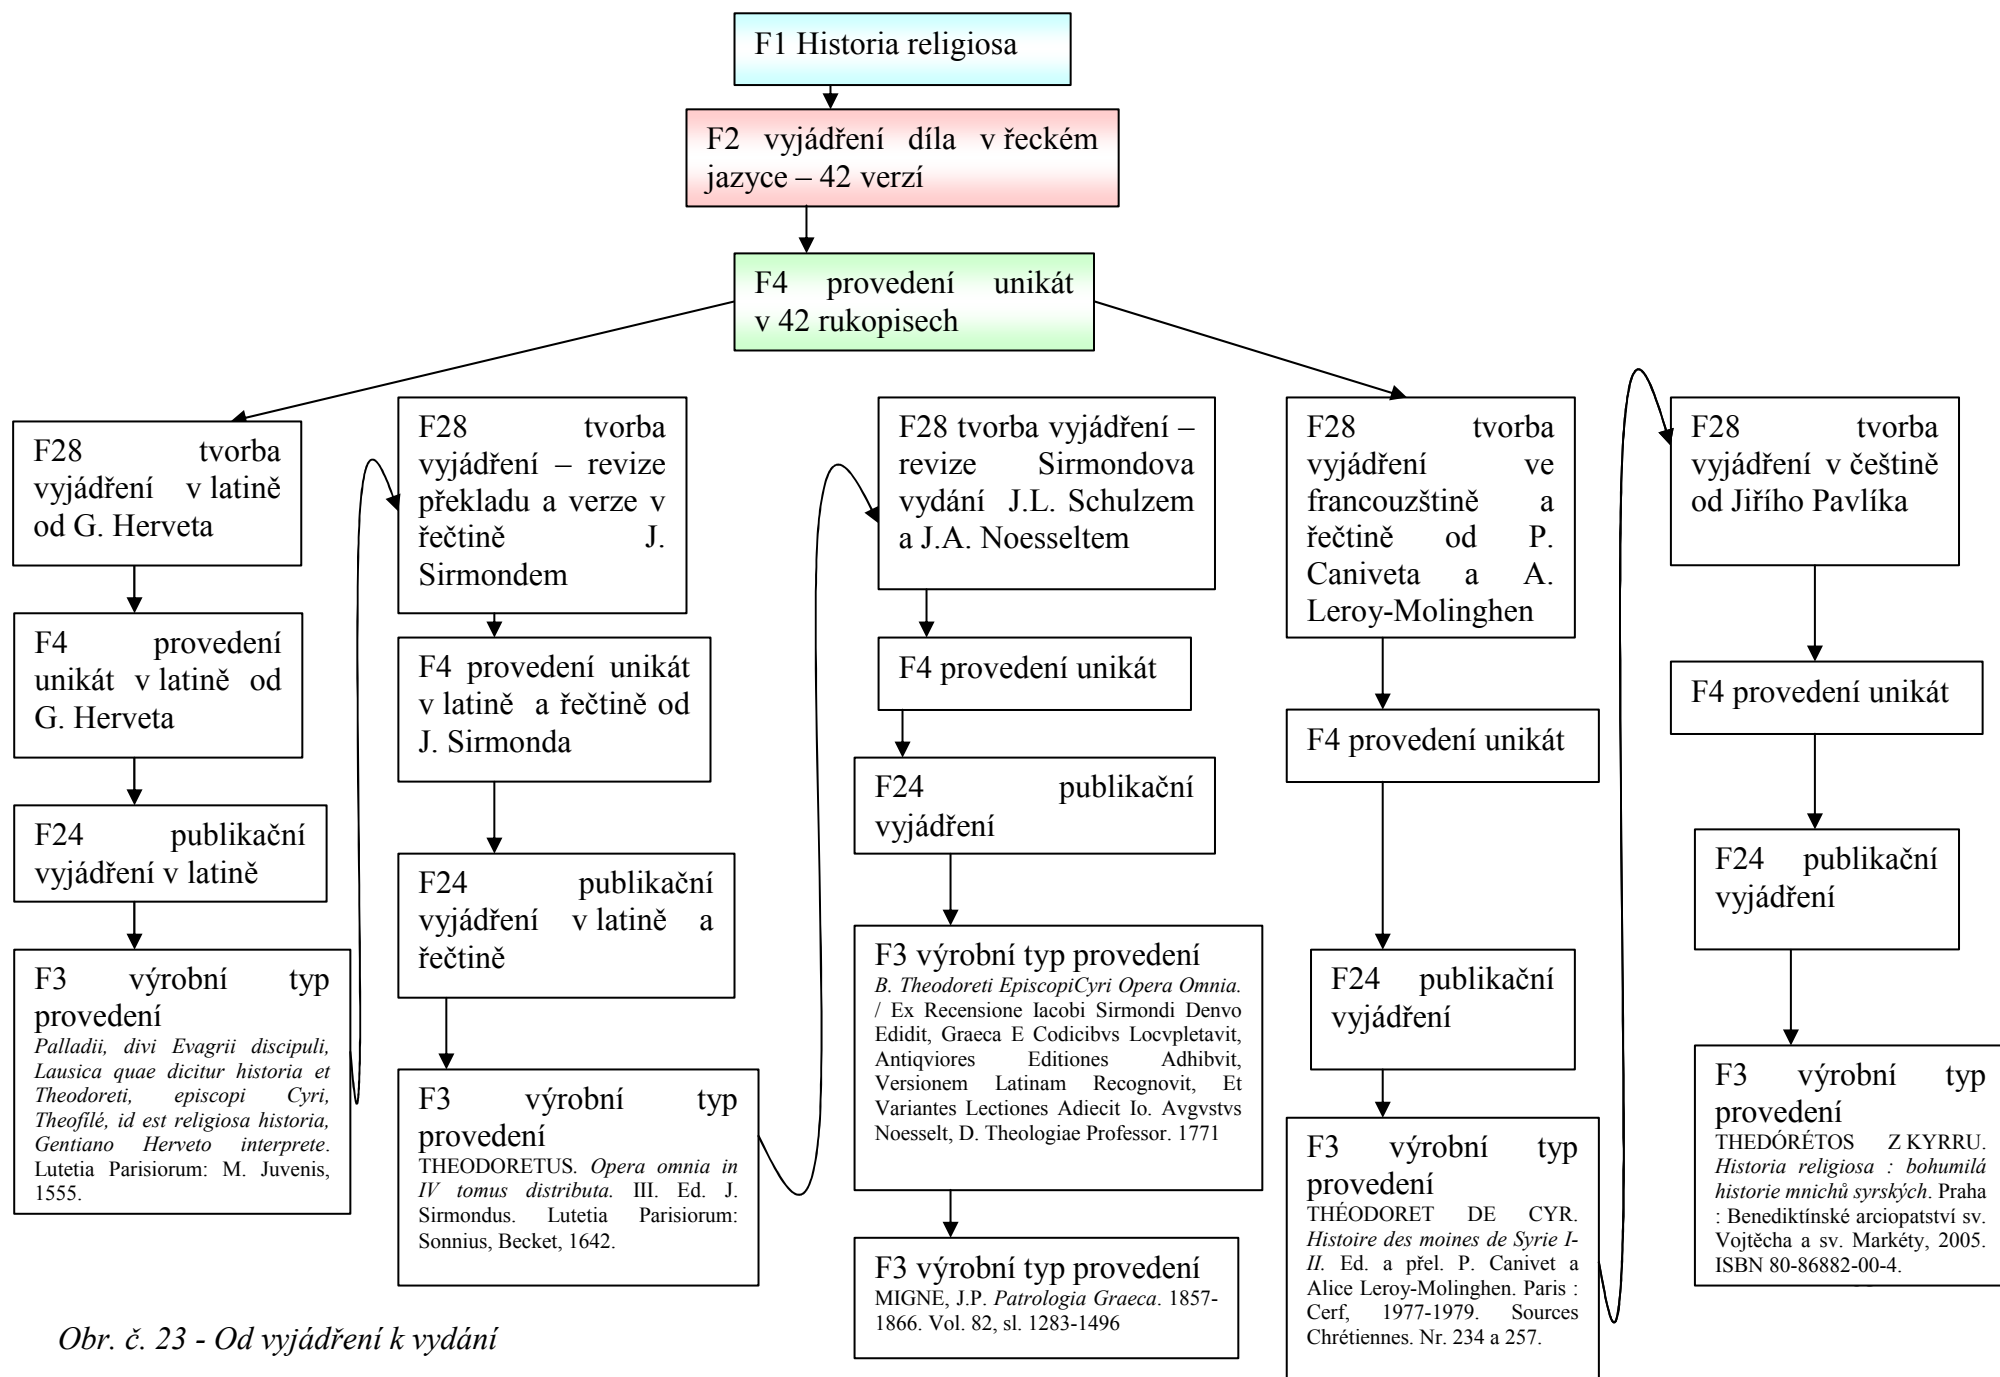 F1 Historia religiosa
F2 vyjádření díla v řeckém
jazyce – 42 verzí
F4 provedení unikát
v 42 rukopisech
F28 tvorba
vyjádření v latině
od G. Herveta
F4 provedení
unikát v latině od
G. Herveta
F24 publikační
vyjádření v latině
F3 výrobní typ
provedení
Palladii, divi Evagrii discipuli,
Lausica quae dicitur historia et
Theodoreti, episcopi Cyri,
Theofílé, id est religiosa historia,
Gentiano Herveto interprete.
Lutetia Parisiorum: M. Juvenis,
1555.
F28 tvorba
vyjádření – revize
překladu a verze v
řečtině J.
Sirmondem
F4 provedení unikát
v latině a řečtině od
J. Sirmonda
F24 publikační
vyjádření v latině a
řečtině
F3 výrobní typ
provedení
THEODORETUS. Opera omnia in
IV tomus distributa. III. Ed. J.
Sirmondus. Lutetia Parisiorum:
Sonnius, Becket, 1642.
F28 tvorba vyjádření –
revize Sirmondova
vydání J.L. Schulzem
a J.A. Noesseltem
F4 provedení unikát
F24 publikační
vyjádření
F3 výrobní typ provedení
B. Theodoreti EpiscopiCyri Opera Omnia.
/ Ex Recensione Iacobi Sirmondi Denvo
Edidit, Graeca E Codicibvs Locvpletavit,
Antiqviores Editiones Adhibvit,
Versionem Latinam Recognovit, Et
Variantes Lectiones Adiecit Io. Avgvstvs
Noesselt, D. Theologiae Professor. 1771
F3 výrobní typ provedení
MIGNE, J.P. Patrologia Graeca. 1857-
1866. Vol. 82, sl. 1283-1496
F28 tvorba
vyjádření ve
francouzštině a
řečtině od P.
Caniveta a A.
Leroy-Molinghen
F4 provedení unikát
F24 publikační
vyjádření
F3 výrobní typ
provedení
THÉODORET DE CYR.
Histoire des moines de Syrie I-
II. Ed. a přel. P. Canivet a
Alice Leroy-Molinghen. Paris :
Cerf, 1977-1979. Sources
Chrétiennes. Nr. 234 a 257.
F28 tvorba
vyjádření v češtině
od Jiřího Pavlíka
F4 provedení unikát
F24 publikační
vyjádření
F3 výrobní typ
provedení
THEDÓRÉTOS Z KYRRU.
Historia religiosa : bohumilá
historie mnichů syrských. Praha
: Benediktínské arciopatství sv.
Vojtěcha a sv. Markéty, 2005.
ISBN 80-86882-00-4.
Obr. č. 23 - Od vyjádření k vydání